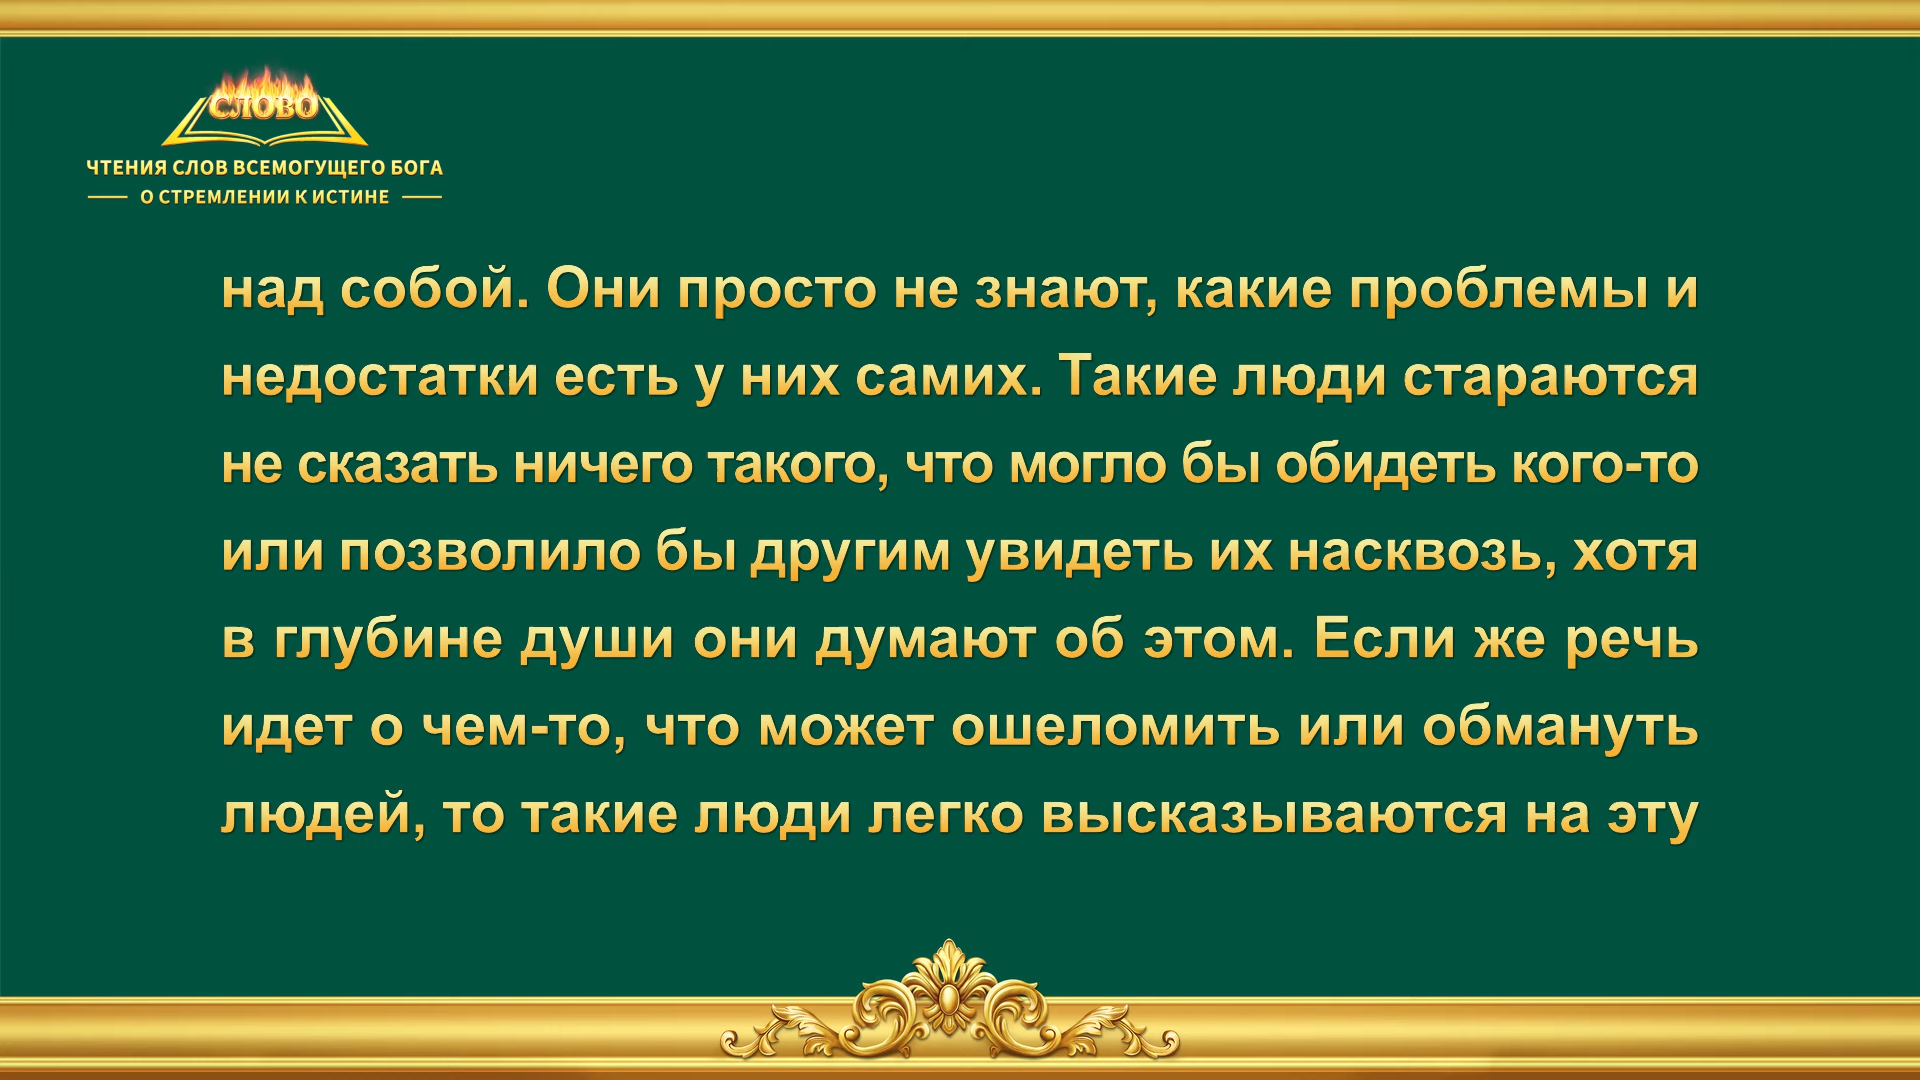 СЛОВО
ЧТЕНИЯ СЛОВ ВСЕМОГУЩЕГО БОГА
О СТРЕМЛЕНИИ К ИСТИНЕ
над собой. Они просто не знают, какие проблемы и
недостатки есть у них самих. Такие люди стараются
не сказать ничего такого, что могло бы обидеть кого-то
или позволило бы другим увидеть их насквозь, хотя
в глубине души они думают об этом. Если же речь
идет о чем-то, что может ошеломить или обмануть
людей, то такие люди легко высказываются на эту